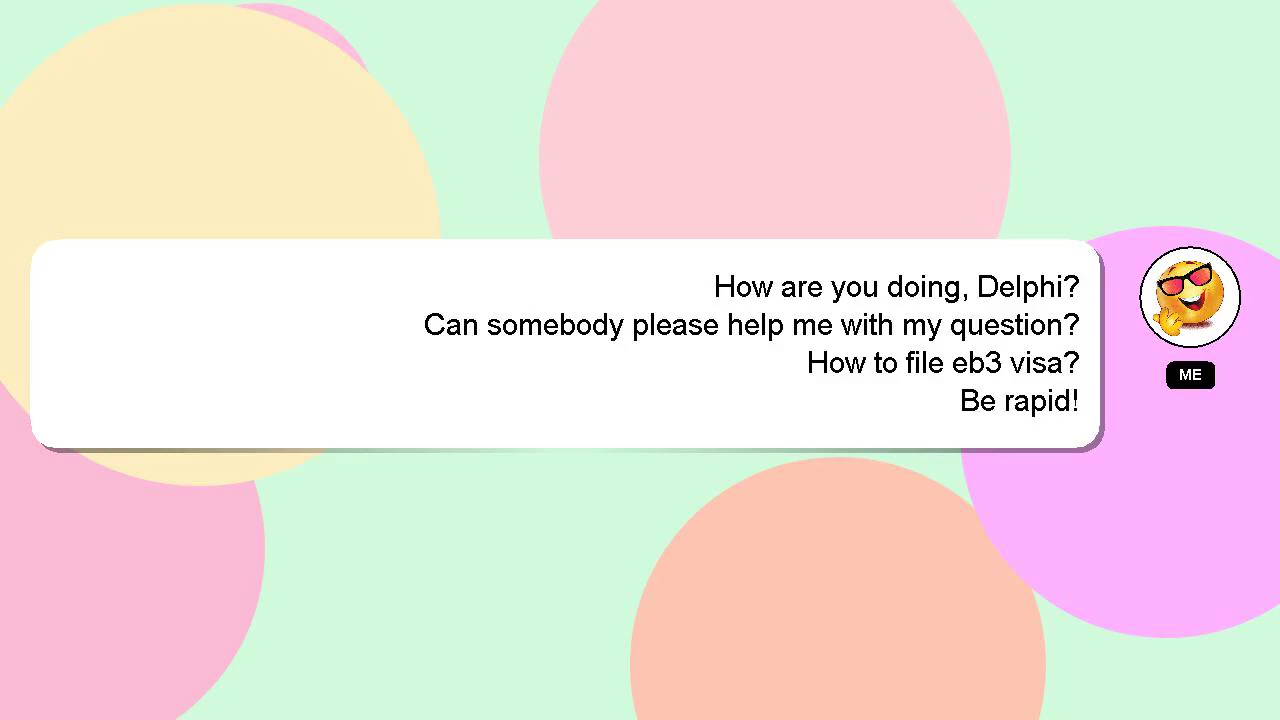 How are you doing, Delphi?
Can somebody please help me with my question?
How to file eb3 visa?
Be rapid!
ME